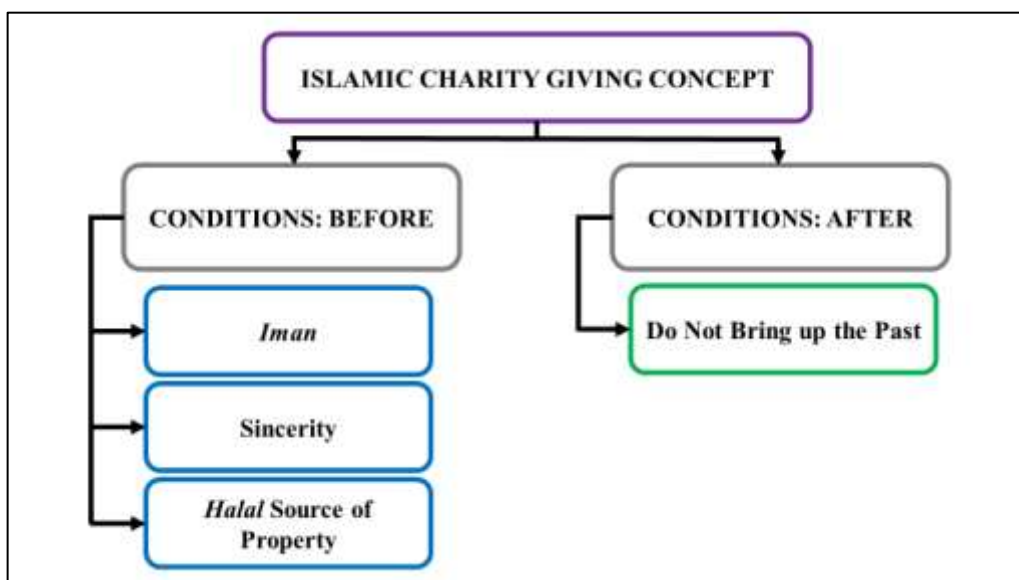 ISLAMIC CHARITY GIVING CONCEPT
CONDITIONS: BEFORE
Iman
Sincerity
Halal Source of
Property
CONDITIONS: AFTER
Do Not Bring up the Past